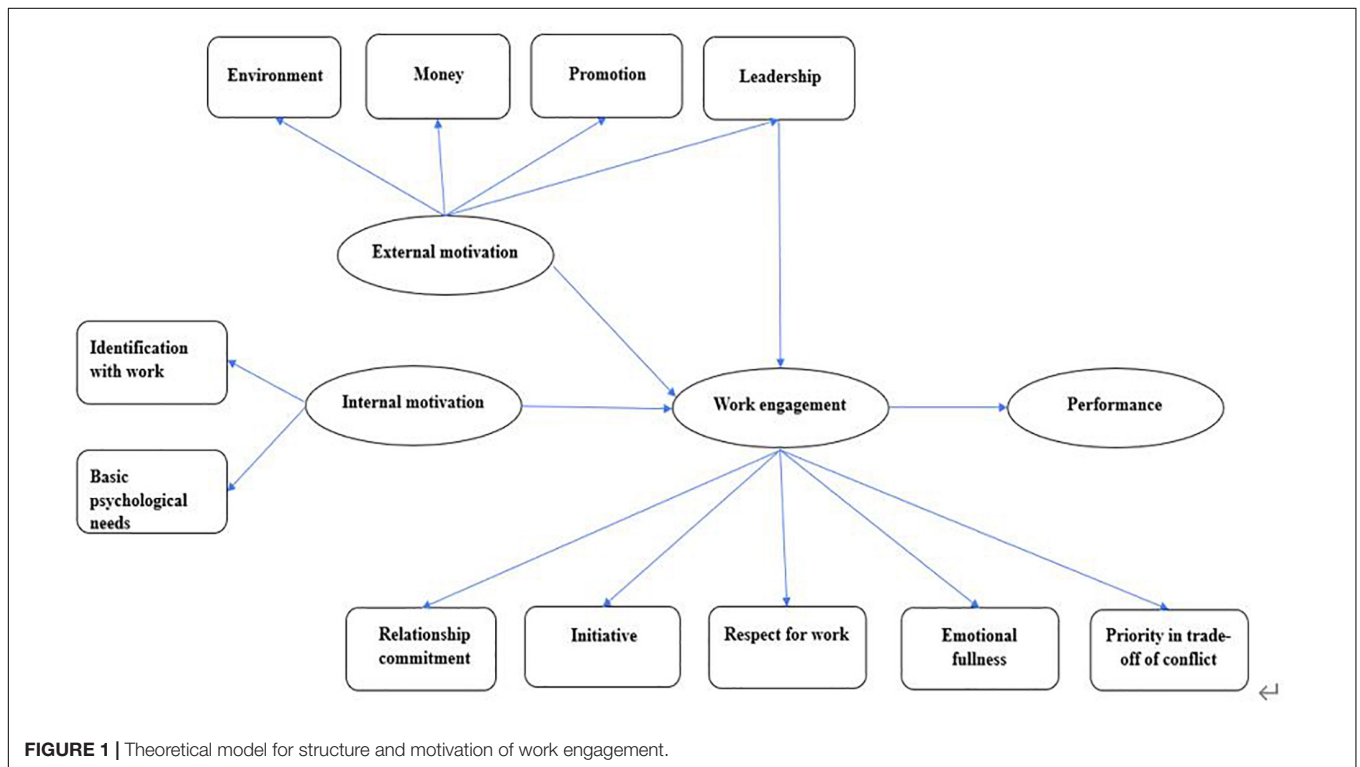 Environment
Money
Promotion
Leadership
External motivation
Identification
with work
Internal motivation
Work engagement
Performance
Basic
psychological
needs
Relationship
commitment
Initiative
Respect for work
Emotional
fullness
Priority in trade-
off of conflict
FIGURE 1 | Theoretical model for structure and motivation of work engagement.